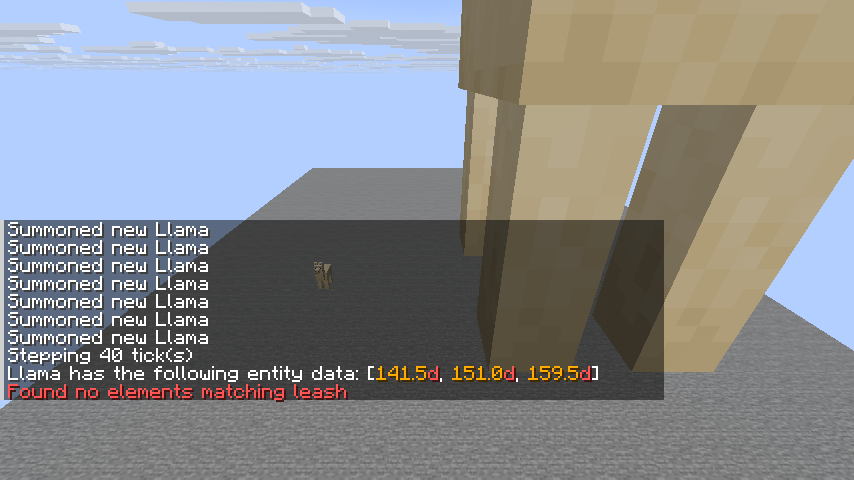 Summoned new Llama
Summoned new Llama
Summoned new Llama
Summoned new Llama
Summoned new Llama
Summoned new Llama
Summoned new Llama
Stepping 40 tick(s)
Llama has the following entity data: [141.5d, 151.0d, 159.5d]
Found no elements matching leash